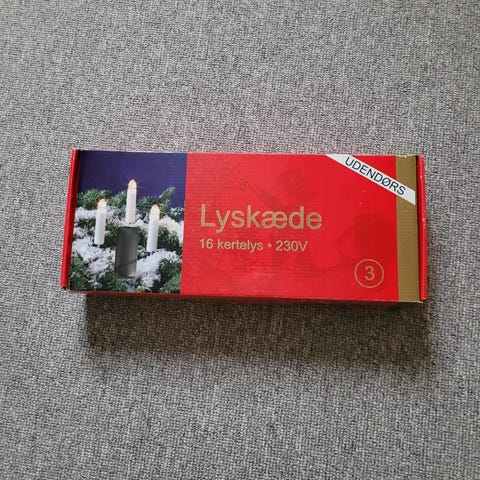 UDENDØRS
Lyskæde
16 kertelys • 230V
3